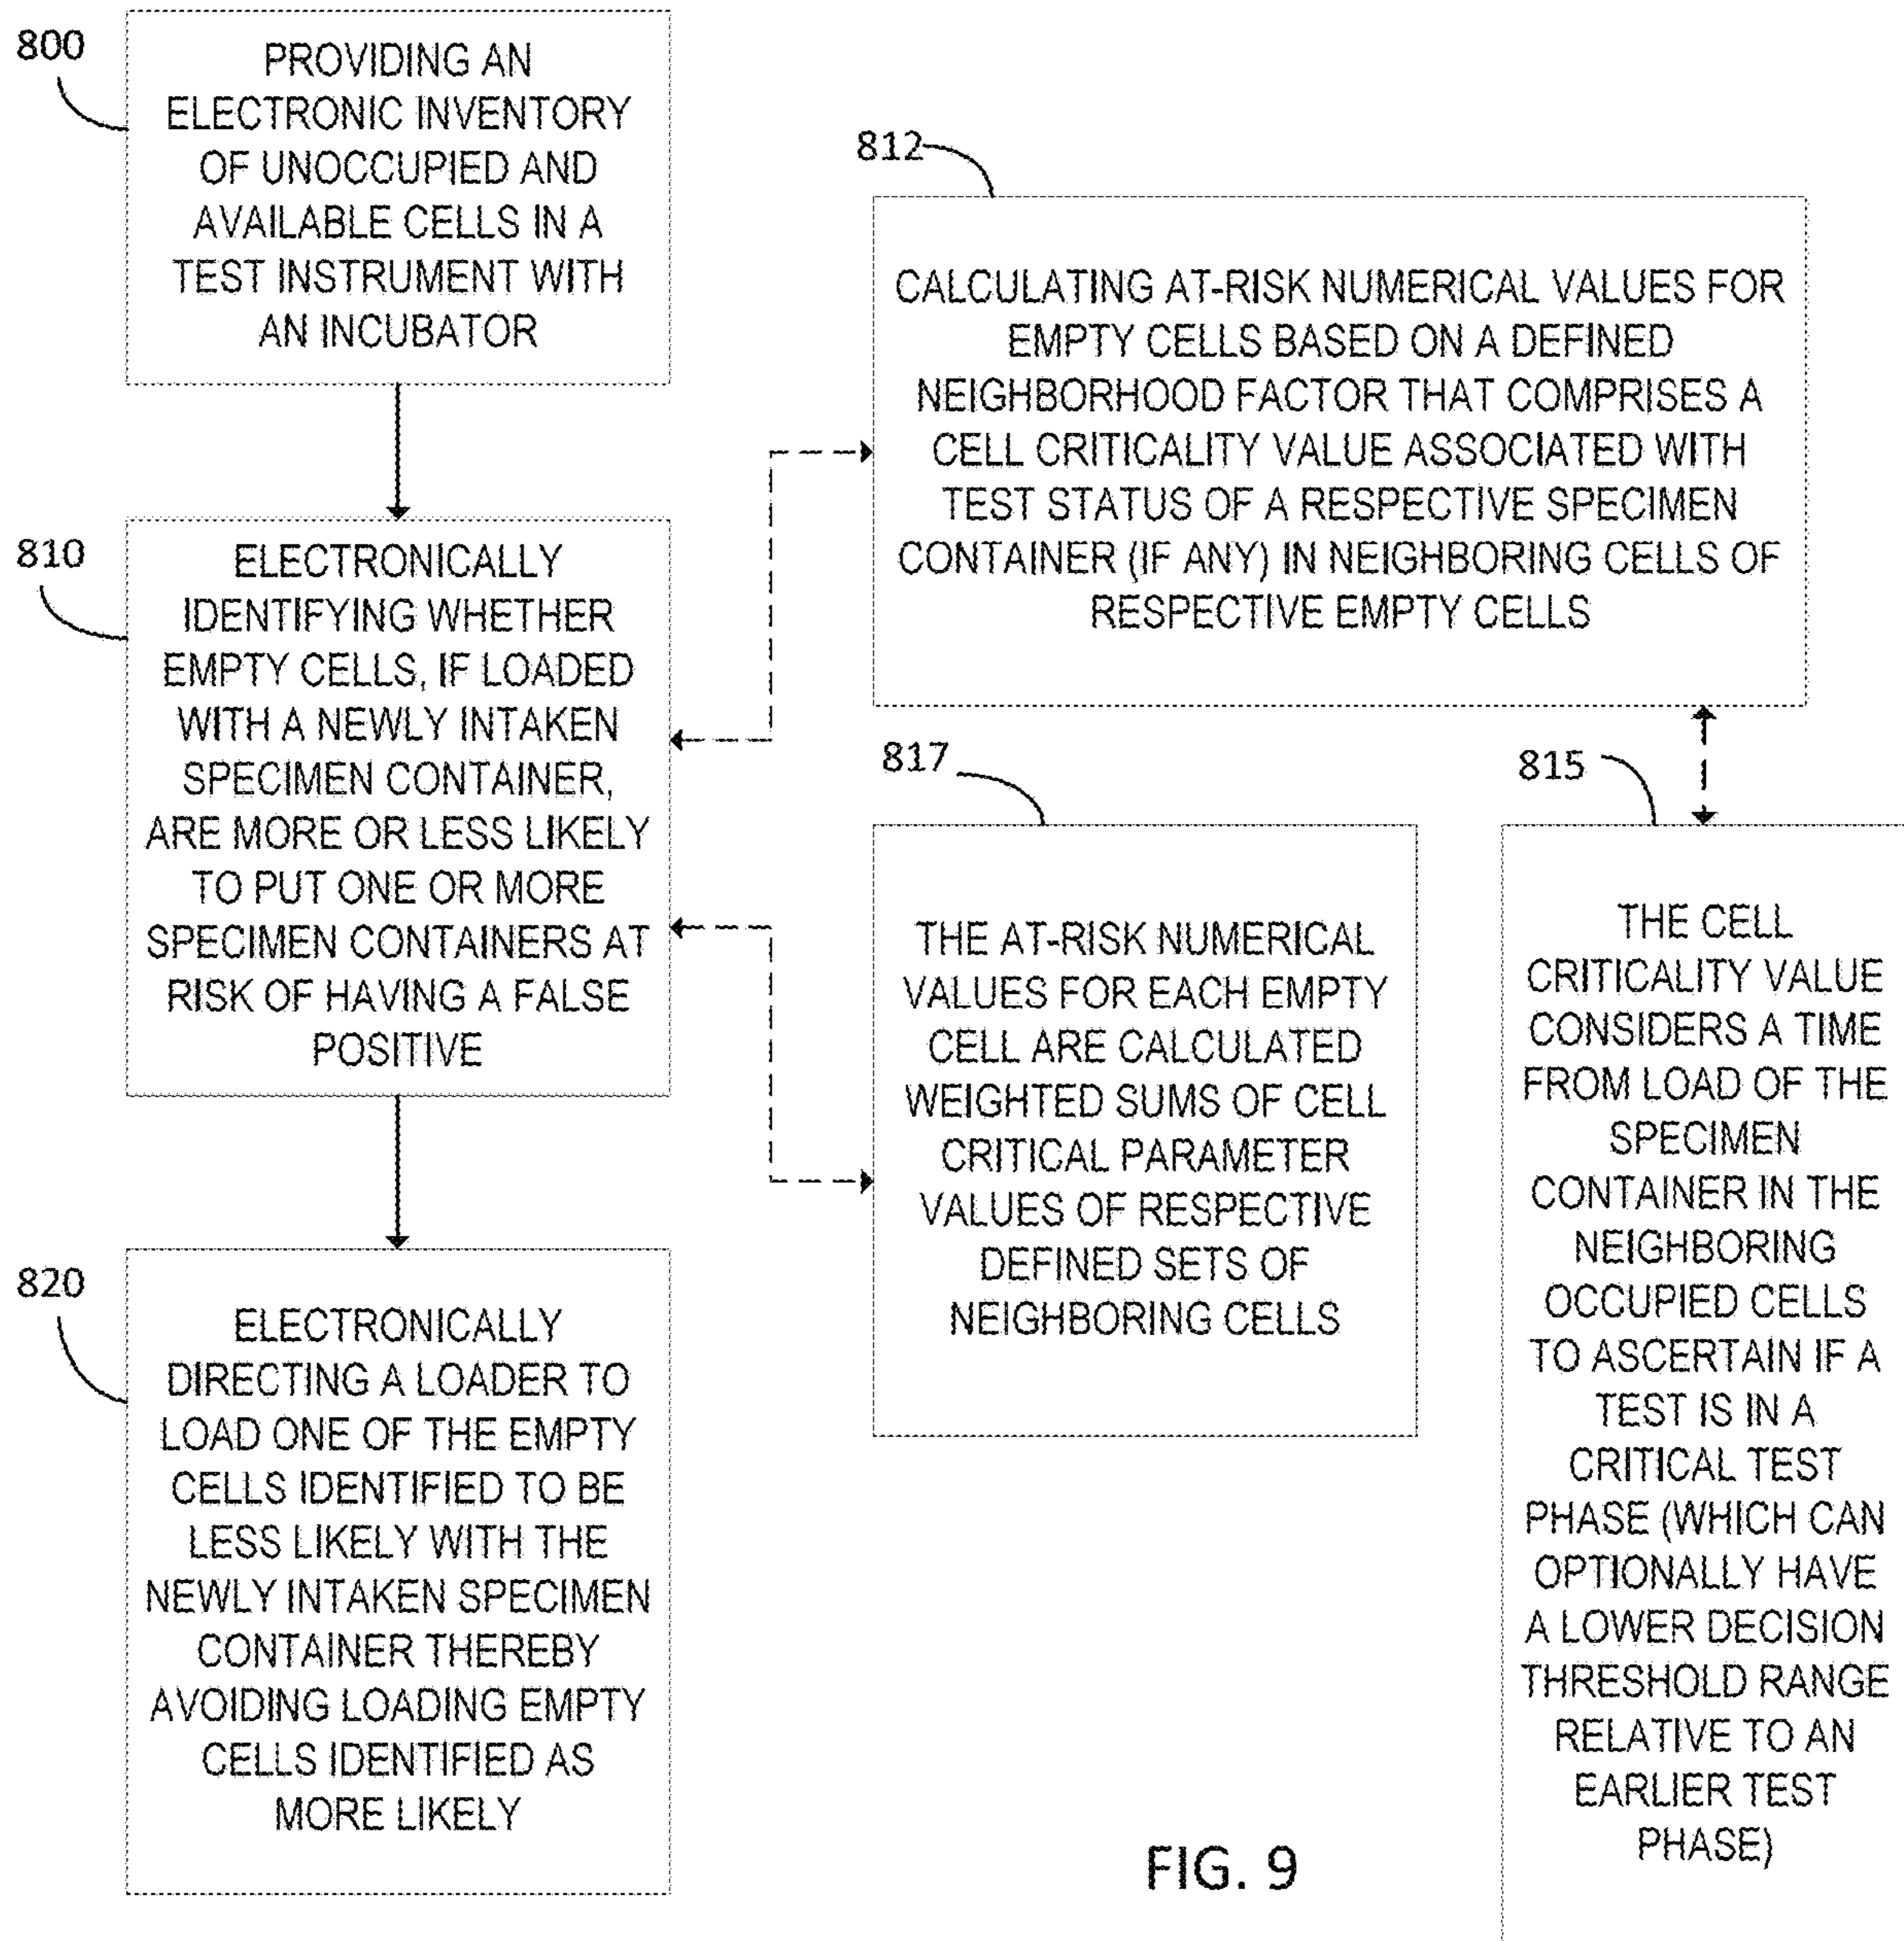 800
PROVIDING AN
ELECTRONIC INVENTORY
OF UNOCCUPIED AND
AVAILABLE CELLS IN A
TEST INSTRUMENT WITH
AN INCUBATOR
810
ELECTRONICALLY
IDENTIFYING WHETHER
EMPTY CELLS, IF LOADED
WITH A NEWLY INTAKEN
SPECIMEN CONTAINER,
ARE MORE OR LESS LIKELY
TO PUT ONE OR MORE
SPECIMEN CONTAINERS AT
RISK OF HAVING A FALSE
POSITIVE
820
ELECTRONICALLY
DIRECTING A LOADER TO
LOAD ONE OF THE EMPTY
CELLS IDENTIFIED TO BE
LESS LIKELY WITH THE
NEWLY INTAKEN SPECIMEN
CONTAINER THEREBY
AVOIDING LOADING EMPTY
CELLS IDENTIFIED AS
MORE LIKELY
812
CALCULATING AT-RISK NUMERICAL VALUES FOR
EMPTY CELLS BASED ON A DEFINED
NEIGHBORHOOD FACTOR THAT COMPRISES A
CELL CRITICALITY VALUE ASSOCIATED WITH
TEST STATUS OF A RESPECTIVE SPECIMEN
CONTAINER (IF ANY) IN NEIGHBORING CELLS OF
RESPECTIVE EMPTY CELLS
817
THE AT-RISK NUMERICAL
VALUES FOR EACH EMPTY
CELL ARE CALCULATED
WEIGHTED SUMS OF CELL
CRITICAL PARAMETER
VALUES OF RESPECTIVE
DEFINED SETS OF
NEIGHBORING CELLS
815
THE CELL
CRITICALITY VALUE
CONSIDERS A TIME
FROM LOAD OF THE
SPECIMEN
CONTAINER IN THE
NEIGHBORING
OCCUPIED CELLS
TO ASCERTAIN IF A
TEST IS IN A
CRITICAL TEST
PHASE (WHICH CAN
OPTIONALLY HAVE
A LOWER DECISION
THRESHOLD RANGE
RELATIVE TO AN
EARLIER TEST
PHASE)
FIG. 9